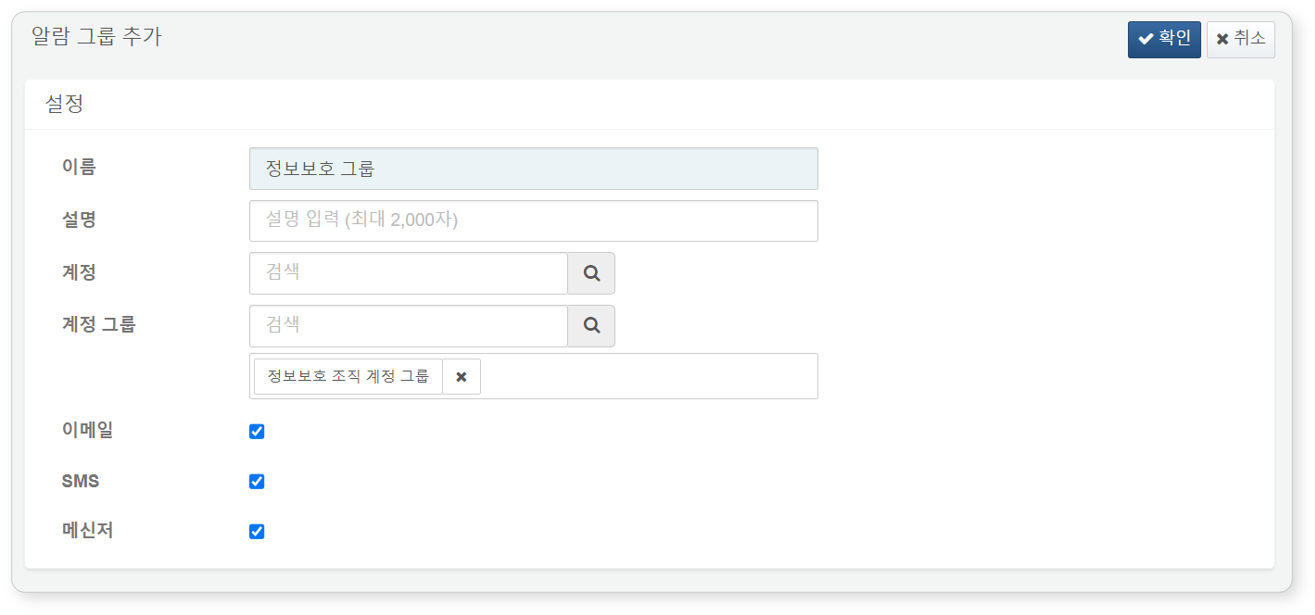 알람 그룹 추가
확인
취소
설정
이름
정보보호 그룹
설명
설명 입력 (최대 2,000자)
계정
검색
계정 그룹
검색
정보보호 조직 계정 그룹
이메일
SMS
메신저